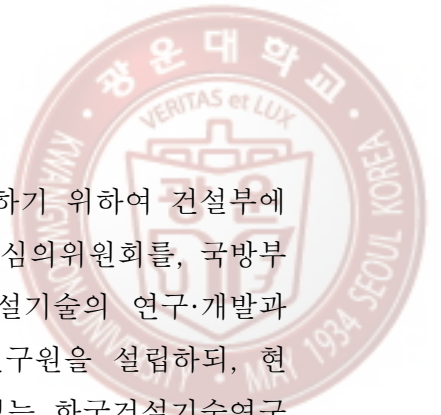 광운대학교
VERITAS et LUX
KWANGWOON UNIVERSITY · MAY 1934 SEOUL KOREA
하기 위하여 건설부에
심의위원회를, 국방부
설기술의 연구·개발과
구원을 설립하되, 현
는 한국건설기술연구